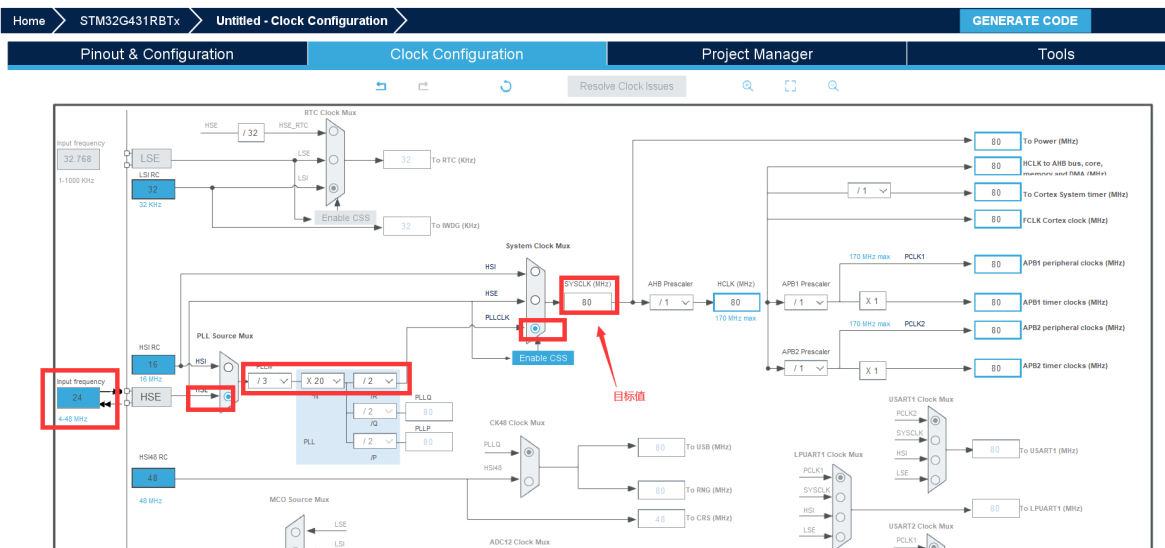 Home STM32G431RBTx Untitled - Clock Configuration GENERATE CODE
Pinout & Configuration Clock Configuration Project Manager Tools
Resolve Clock Issues
RTC Clock Mux
HSE / 32 HSE_RTC
Input frequency
32.768
1-1000 KHz
LSE
LSE
32 To RTC (KHz)
LSI RC
32
32 KHz
LSI
Enable CSS
32 To IWDG (KHz)
System Clock Mux
HSI
HSE
PLLCLK
Enable CSS
SYSCLK (MHz)
80
AHB Prescaler
/ 1
HCLK (MHz)
80
170 MHz max
80 To Power (MHz)
80 HCLK to AHB bus, core,
memory and DMA (MHz)
/ 1 80 To Cortex System timer (MHz)
80 FCLK Cortex clock (MHz)
APB1 Prescaler
/ 1
170 MHz max PCLK1
80 APB1 peripheral clocks (MHz)
X 1 80 APB1 timer clocks (MHz)
170 MHz max PCLK2
80 APB2 peripheral clocks (MHz)
APB2 Prescaler
/ 1
X 1 80 APB2 timer clocks (MHz)
目标值
PLL Source Mux
HSI RC
16
16 MHz
HSI
HSE
Input frequency
24
4-48 MHz
HSE
PLLM
/ 3 X 20 / 2
*N /R
PLLQ
/ 2 80
/Q
PLLP
/ 2 80
/P
PLL
HSI48 RC
48
48 MHz
CK48 Clock Mux
PLLQ
HSI48
80 To USB (MHz)
80 To RNG (MHz)
48 To CRS (MHz)
MCO Source Mux
LSE
LSI
ADC12 Clock Mux
LPUART1 Clock Mux
PCLK1
SYSCLK
HSI
LSE
80 To LPUART1 (MHz)
USART1 Clock Mux
PCLK2
SYSCLK
HSI
LSE
80 To USART1 (MHz)
USART2 Clock Mux
PCLK1